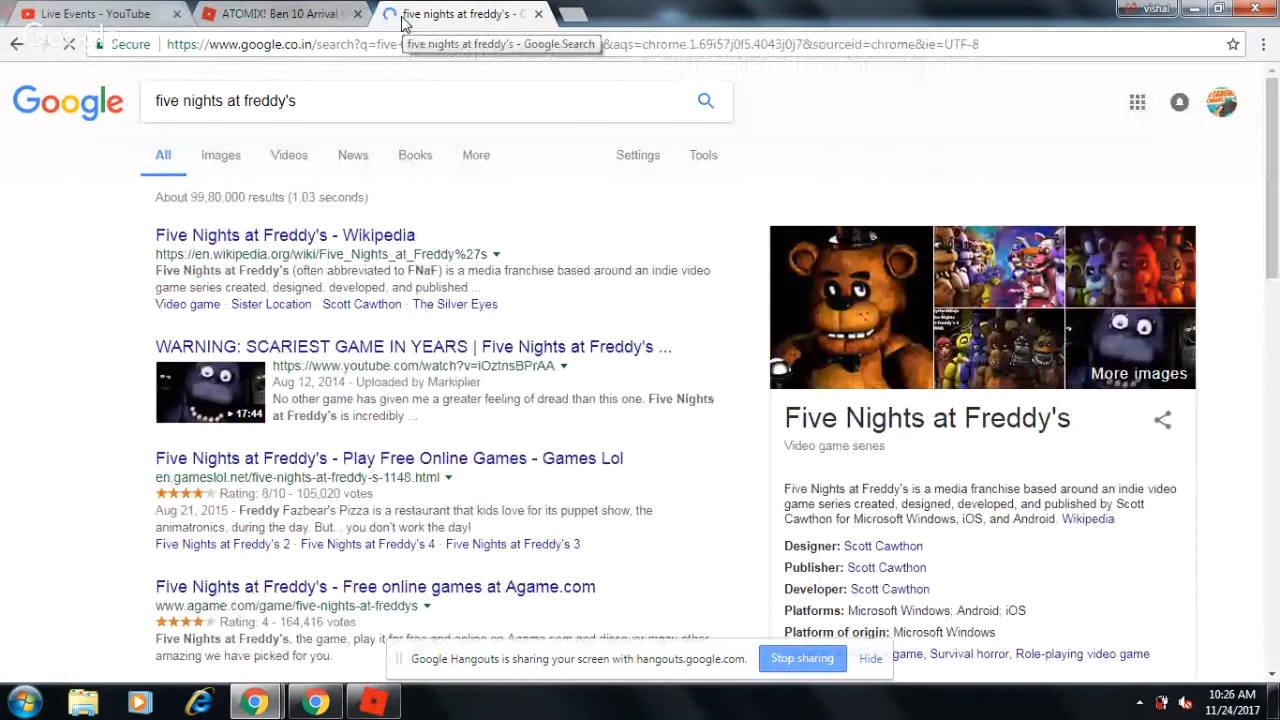 Live Events - YouTube
ATOMIX! Ben 10 Arrival
five nights at freddy's - G
vishal
Secure
https://www.google.co.in/search?q=five-
&aqs=chrome.1.69i57j0l5.4043j0j7&sourceid=chrome&ie=UTF-8
five nights at freddy's - Google Search
Google
five nights at freddy's
All
Images
Videos
News
Books
More
Settings
Tools
About 99,80,000 results (1.03 seconds)
Five Nights at Freddy's - Wikipedia
https://en.wikipedia.org/wiki/Five_Nights_at_Freddy%27s
Five Nights at Freddy's (often abbreviated to FNaF) is a media franchise based around an indie video
game series created, designed, developed, and published ...
Video game · Sister Location · Scott Cawthon · The Silver Eyes
WARNING: SCARIEST GAME IN YEARS | Five Nights at Freddy's ...
https://www.youtube.com/watch?v=iOztnsBPrAA
Aug 12, 2014 - Uploaded by Markiplier
17:44
No other game has given me a greater feeling of dread than this one. Five Nights
at Freddy's is incredibly ...
Five Nights at Freddy's - Play Free Online Games - Games Lol
en.gameslol.net/five-nights-at-freddy-s-1148.html
Rating: 8/10 - 105,020 votes
Aug 21, 2015 - Freddy Fazbear's Pizza is a restaurant that kids love for its puppet show, the
animatronics, during the day. But... you don't work the day!
Five Nights at Freddy's 2 · Five Nights at Freddy's 4 · Five Nights at Freddy's 3
Five Nights at Freddy's - Free online games at Agame.com
www.agame.com/game/five-nights-at-freddys
Rating: 4 - 164,416 votes
Five Nights at Freddy's, the game, play it for free and online on Agame.com and discover many other
amazing we have picked for you.
More images
Five Nights at Freddy's
Video game series
Five Nights at Freddy's is a media franchise based around an indie video
game series created, designed, developed, and published by Scott
Cawthon for Microsoft Windows, iOS, and Android. Wikipedia
Designer: Scott Cawthon
Publisher: Scott Cawthon
Developer: Scott Cawthon
Platforms: Microsoft Windows; Android; iOS
Platform of origin: Microsoft Windows
game, Survival horror, Role-playing video game
Google Hangouts is sharing your screen with hangouts.google.com.
Stop sharing
Hide
10:26 AM
11/24/2017